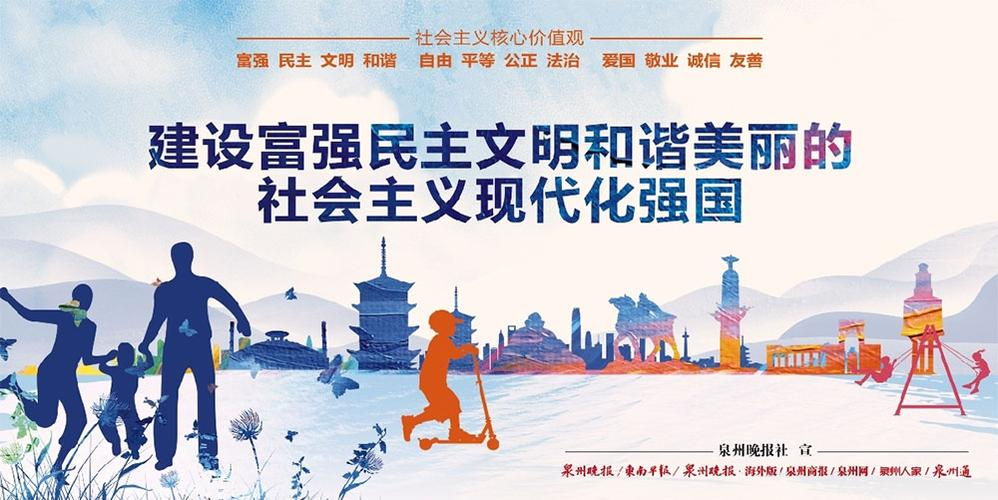 社会主义核心价值观
富强 民主 文明 和谐 自由 平等 公正 法治 爱国 敬业 诚信 友善
建设富强民主文明和谐美丽的
社会主义现代化强国
泉州晚报社 宣
泉州晚报/东南早报/泉州晚报·海外版/泉州商报/泉州网/泉州人家/泉州通